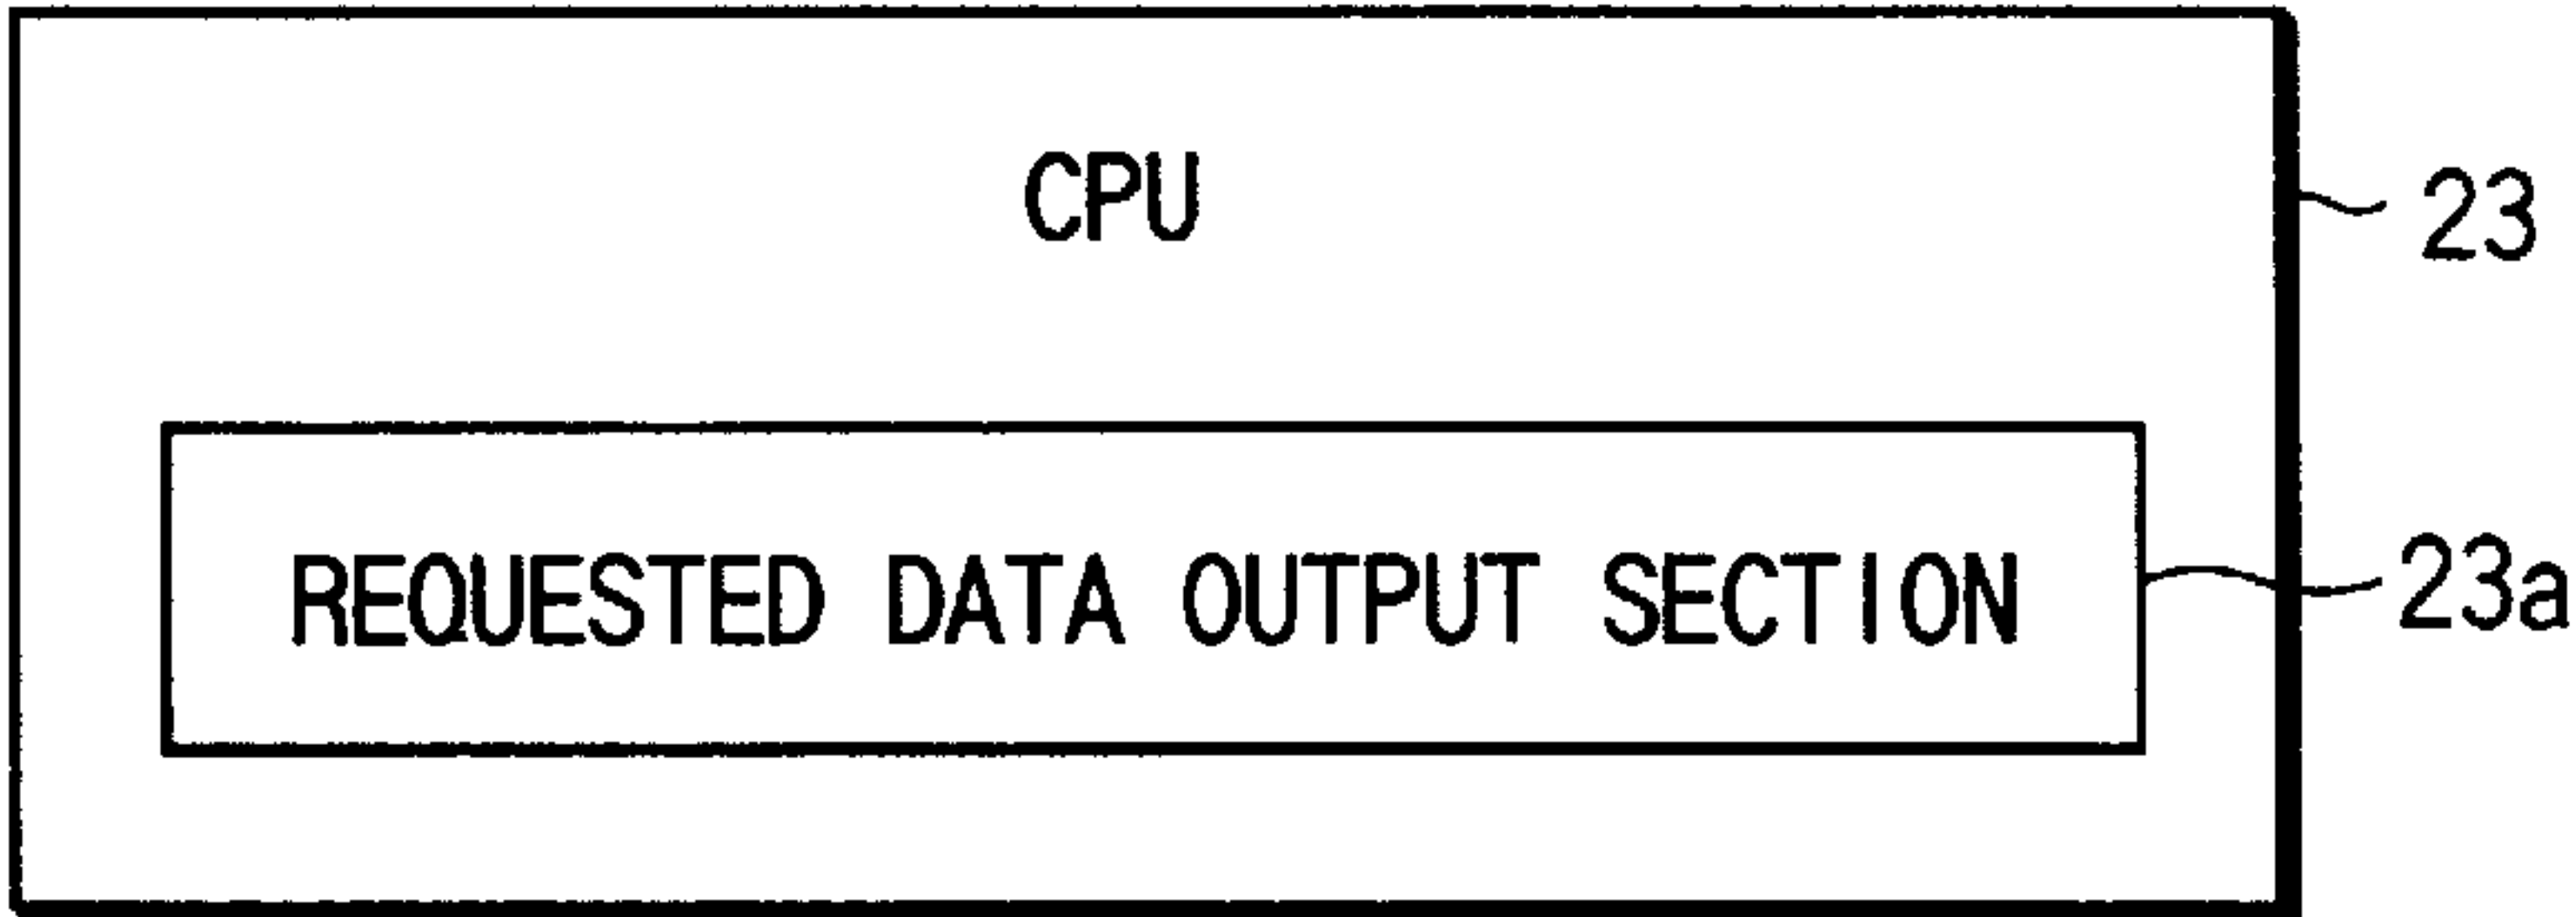 CPU
23
REQUESTED DATA OUTPUT SECTION
23a